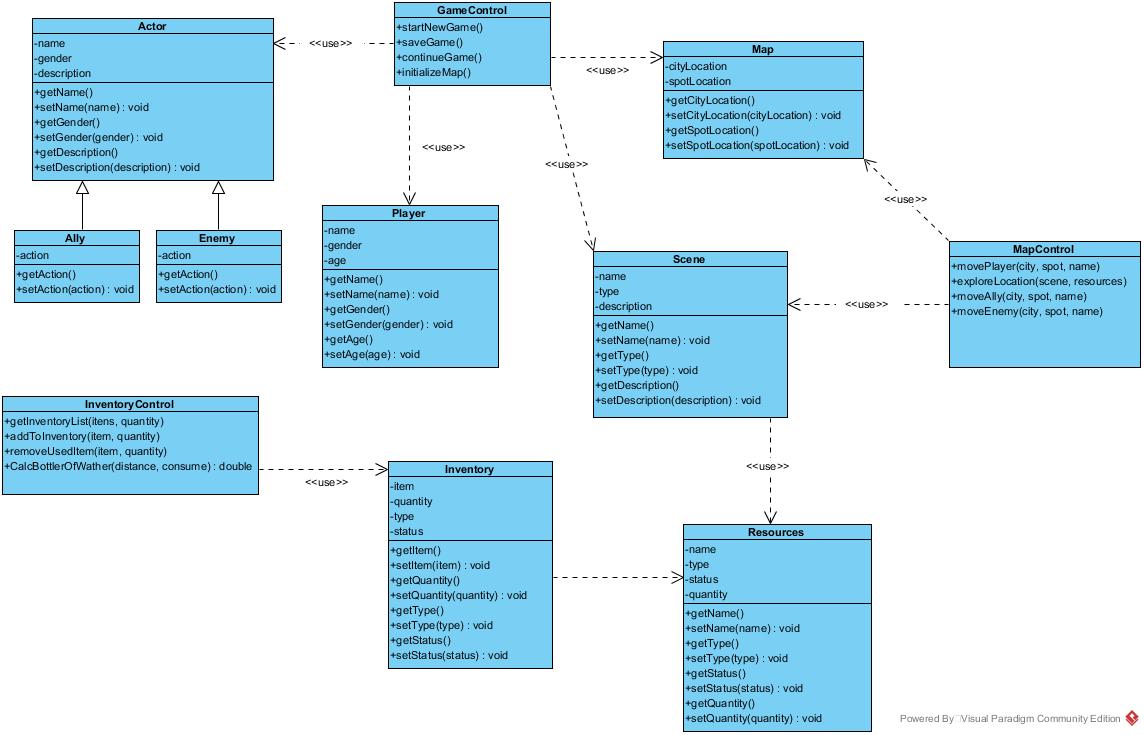 Actor
-name
-gender
-description
+getName()
+setName(name) : void
+getGender()
+setGender(gender) : void
+getDescription()
+setDescription(description) : void
<<use>>
GameControl
+startNewGame()
+saveGame()
+continueGame()
+initializeMap()
<<use>>
Map
-cityLocation
-spotLocation
+getCityLocation()
+setCityLocation(cityLocation) : void
+getSpotLocation()
+setSpotLocation(spotLocation) : void
<<use>>
<<use>>
<<use>>
Ally
-action
+getAction()
+setAction(action) : void
Enemy
-action
+getAction()
+setAction(action) : void
Player
-name
-gender
-age
+getName()
+setName(name) : void
+getGender()
+setGender(gender) : void
+getAge()
+setAge(age) : void
Scene
-name
-type
-description
+getName()
+setName(name) : void
+getType()
+setType(type) : void
+getDescription()
+setDescription(description) : void
<<use>>
MapControl
+movePlayer(city, spot, name)
+exploreLocation(scene, resources)
+moveAlly(city, spot, name)
+moveEnemy(city, spot, name)
InventoryControl
+getInventoryList(itens, quantity)
+addToInventory(item, quantity)
+removeUsedItem(item, quantity)
+CalcBottlerOfWather(distance, consume) : double
<<use>>
Inventory
-item
-quantity
-type
-status
+getItem()
+setItem(item) : void
+getQuantity()
+setQuantity(quantity) : void
+getType()
+setType(type) : void
+getStatus()
+setStatus(status) : void
<<use>>
Resources
-name
-type
-status
-quantity
+getName()
+setName(name) : void
+getType()
+setType(type) : void
+getStatus()
+setStatus(status) : void
+getQuantity()
+setQuantity(quantity) : void
Powered By Visual Paradigm Community Edition